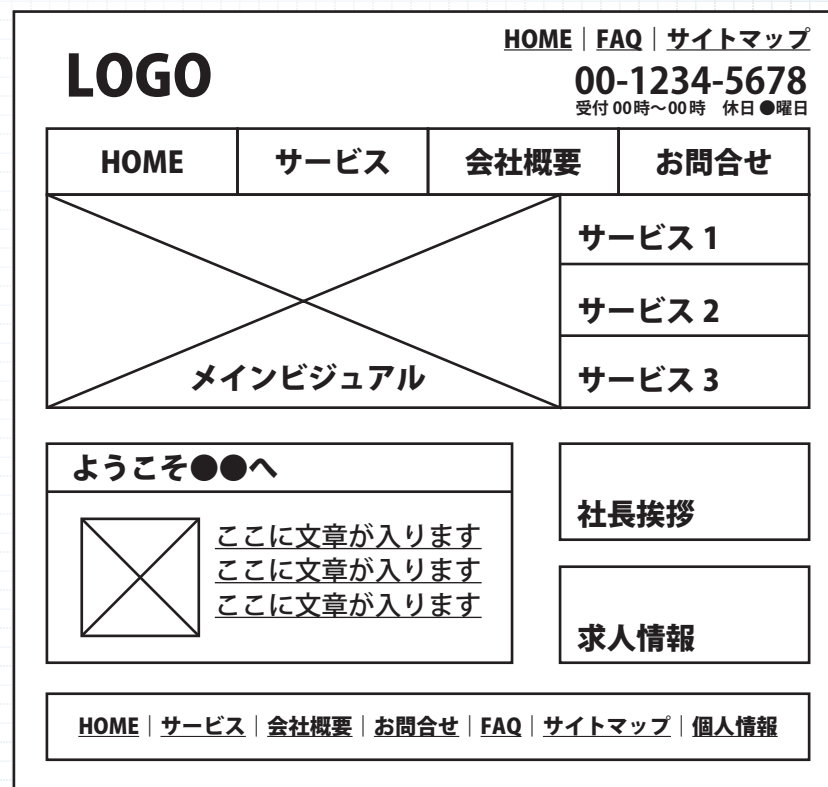 HOME｜FAQ｜サイトマップ
LOGO
00-1234-5678
受付 00時～00時　休日 ●曜日
HOME
サービス
会社概要
お問合せ
サービス 1
サービス 2
サービス 3
メインビジュアル
ようこそ●●へ
ここに文章が入ります
ここに文章が入ります
ここに文章が入ります
社長挨拶
求人情報
HOME｜サービス｜会社概要｜お問合せ｜FAQ｜サイトマップ｜個人情報